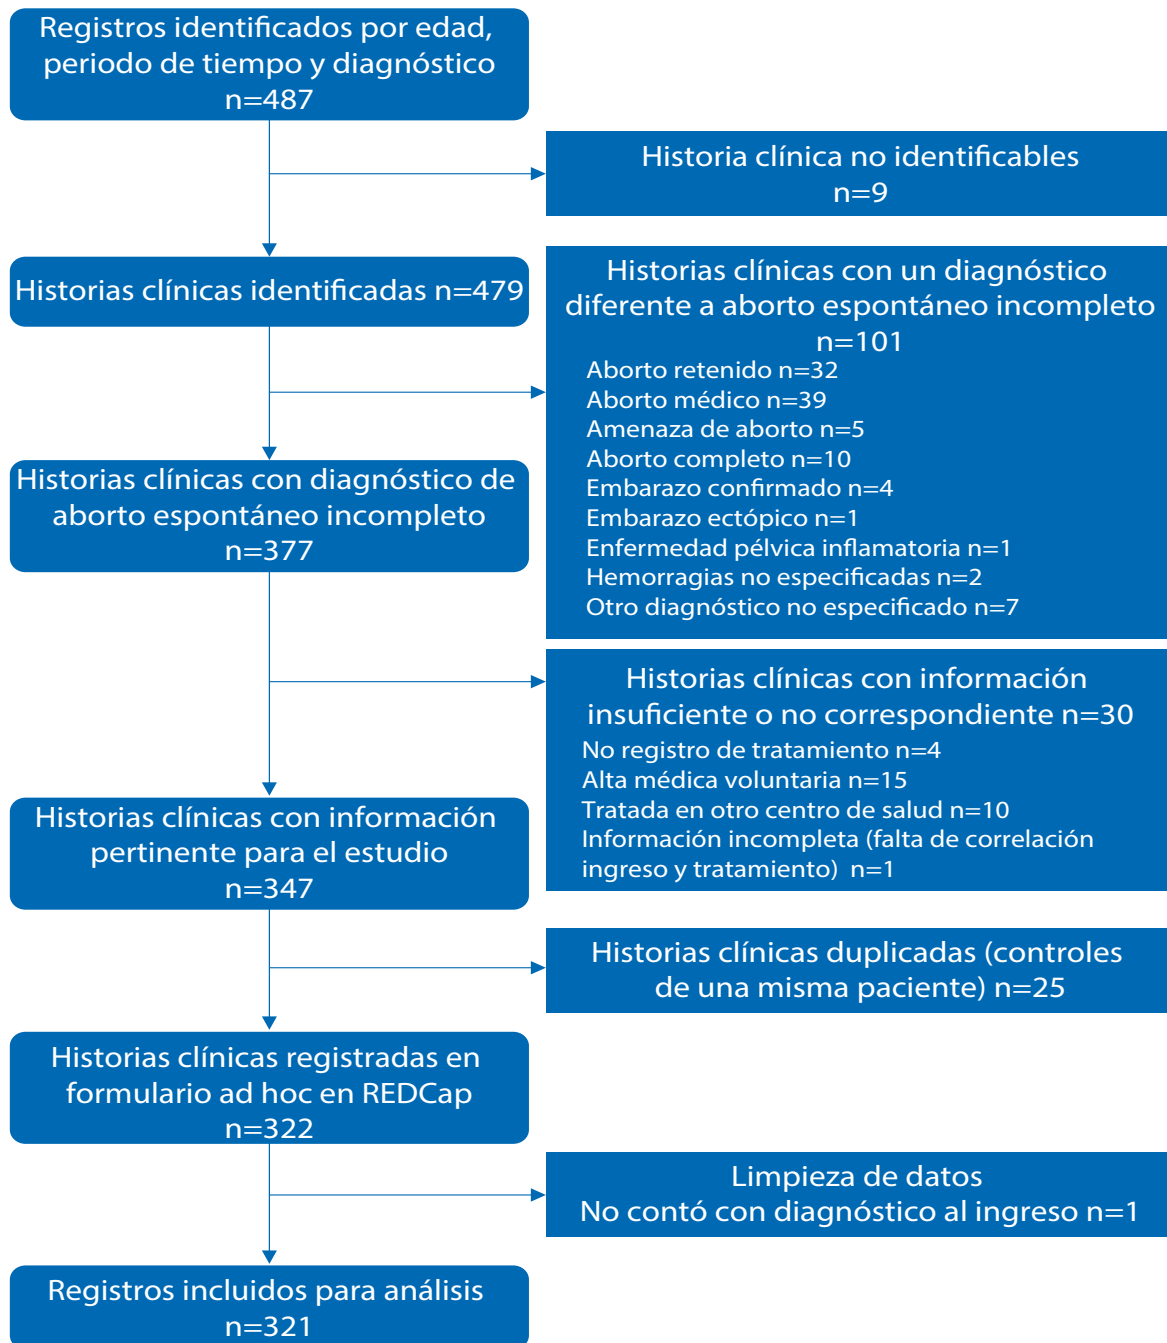 Registros identificados por edad,
periodo de tiempo y diagnóstico
n=487
Historia clínica no identificables
n=9
Historias clínicas identificadas n=479
Historias clínicas con un diagnóstico
diferente a aborto espontáneo incompleto
n=101
Aborto retenido n=32
Aborto médico n=39
Amenaza de aborto n=5
Aborto completo n=10
Embarazo confirmado n=4
Embarazo ectópico n=1
Enfermedad pélvica inflamatoria n=1
Hemorragias no especificadas n=2
Otro diagnóstico no especificado n=7
Historias clínicas con diagnóstico de
aborto espontáneo incompleto
n=377
Historias clínicas con información
insuficiente o no correspondiente n=30
No registro de tratamiento n=4
Alta médica voluntaria n=15
Tratada en otro centro de salud n=10
Información incompleta (falta de correlación
ingreso y tratamiento) n=1
Historias clínicas con información
pertinente para el estudio
n=347
Historias clínicas duplicadas (controles
de una misma paciente) n=25
Historias clínicas registradas en
formulario ad hoc en REDCap
n=322
Limpieza de datos
No contó con diagnóstico al ingreso n=1
Registros incluidos para análisis
n=321